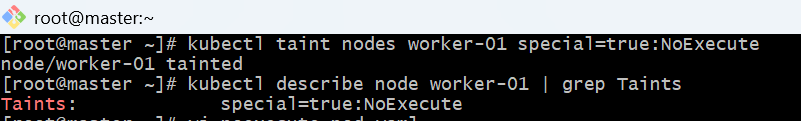 root@master:~
[root@master ~]# kubectl taint nodes worker-01 special=true:NoExecute
node/worker-01 tainted
[root@master ~]# kubectl describe node worker-01 | grep Taints
Taints:             special=true:NoExecute